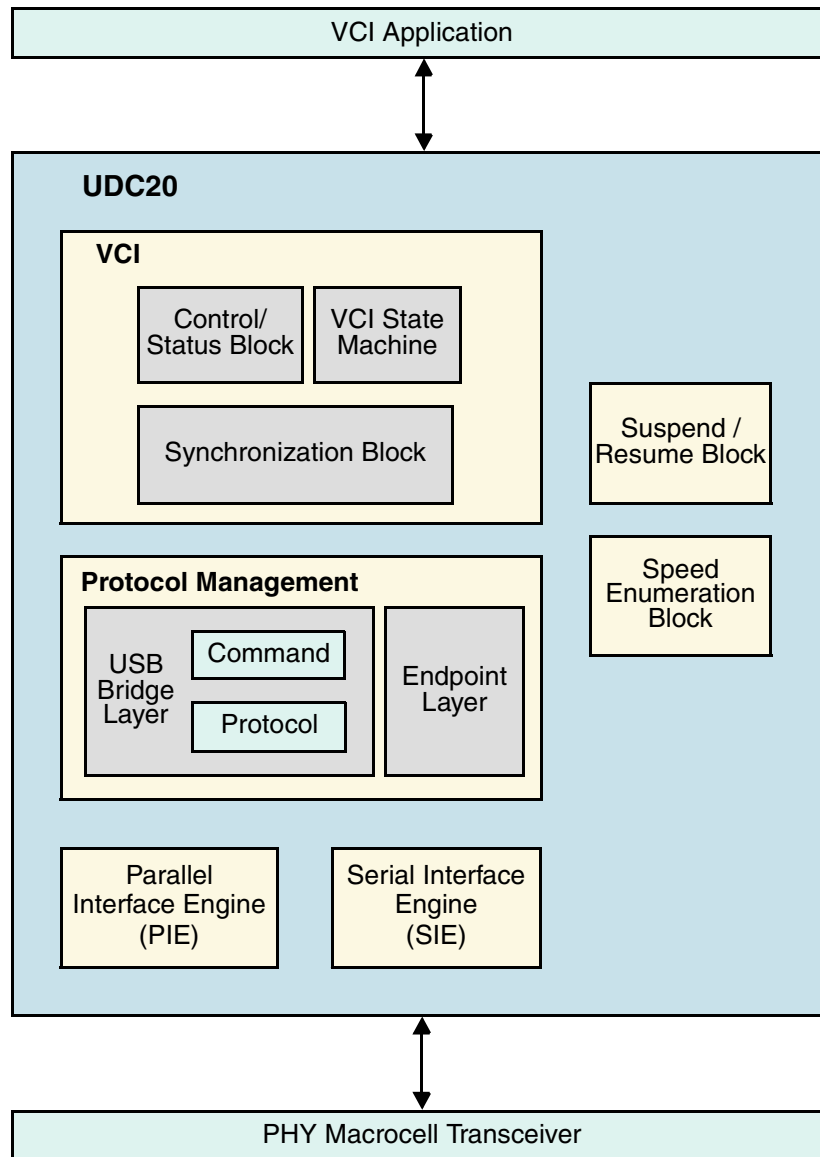 VCI Application
UDC20
VCI
Control/
Status Block
VCI State
Machine
Synchronization Block
Suspend /
Resume Block
Protocol Management
USB
Bridge
Layer
Command
Protocol
Endpoint
Layer
Speed
Enumeration
Block
Parallel
Interface Engine
(PIE)
Serial Interface
Engine
(SIE)
PHY Macrocell Transceiver